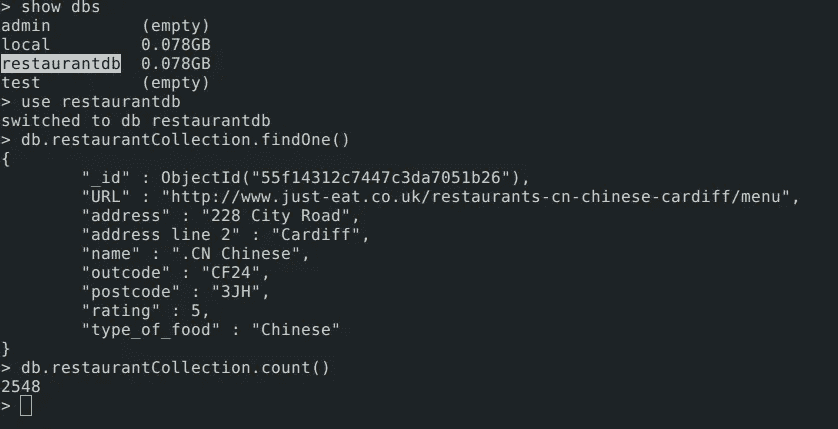 > show dbs
admin       (empty)
local       0.078GB
restaurantdb  0.078GB
test        (empty)
> use restaurantdb
switched to db restaurantdb
> db.restaurantCollection.findOne()
{
        "_id" : ObjectId("55f14312c7447c3da7051b26"),
        "URL" : "http://www.just-eat.co.uk/restaurants-cn-chinese-cardiff/menu",
        "address" : "228 City Road",
        "address line 2" : "Cardiff",
        "name" : ".CN Chinese",
        "outcode" : "CF24",
        "postcode" : "3JH",
        "rating" : 5,
        "type_of_food" : "Chinese"
}
> db.restaurantCollection.count()
2548
>